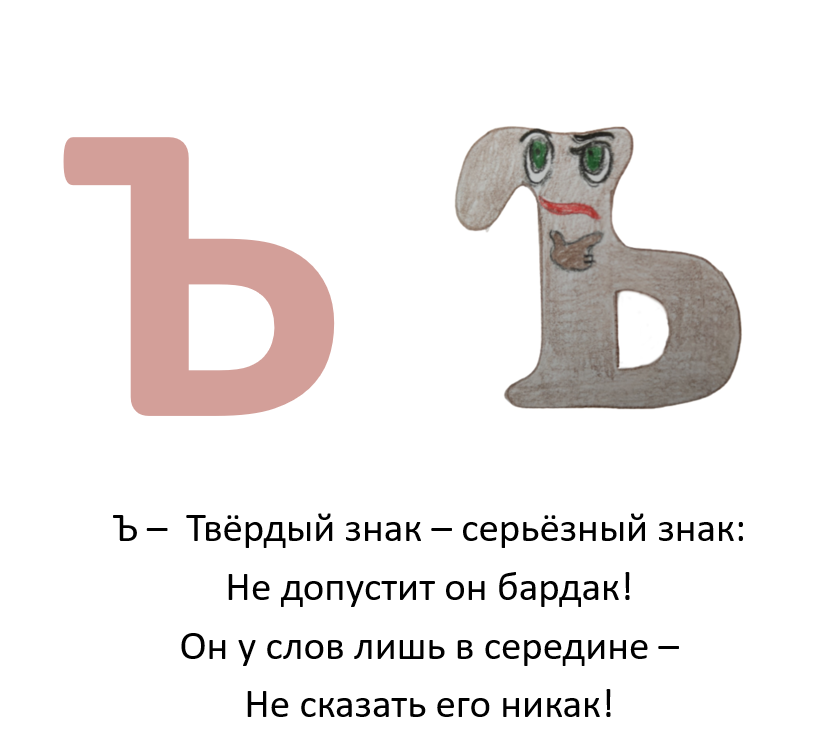 Ъ Ъ
Ъ – Твёрдый знак – серьёзный знак:
Не допустит он бардак!
Он у слов лишь в середине –
Не сказать его никак!